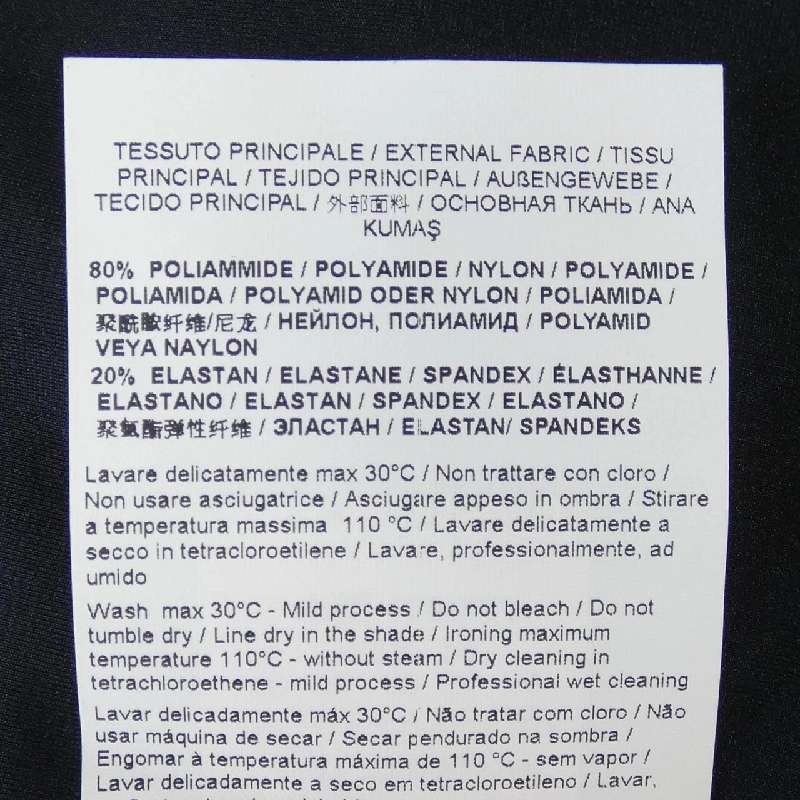 TESSUTO PRINCIPALE / EXTERNAL FABRIC / TISSU
PRINCIPAL / TEJIDO PRINCIPAL / AUßENGEWEBE /
TECIDO PRINCIPAL / 外部面料 / ОСНОВНАЯ ТКАНЬ / ANA
KUMAŞ
80% POLIAMMIDE / POLYAMIDE / NYLON / POLYAMIDE /
POLIAMIDA / POLYAMID ODER NYLON / POLIAMIDA /
聚酰胺纤维/尼龙 / НЕЙЛОН, ПОЛИАМИД / POLYAMID
VEYA NAYLON
20% ELASTAN / ELASTANE / SPANDEX / ÉLASTHANNE /
ELASTANO / ELASTAN / SPANDEX / ELASTANO /
聚氨酯弹性纤维 / ЭЛАСТАН / ELASTAN/ SPANDEKS
Lavare delicatamente max 30°C / Non trattare con cloro /
Non usare asciugatrice / Asciugare appeso in ombra / Stirare
a temperatura massima 110 °C / Lavare delicatamente a
secco in tetracloroetilene / Lavare, professionalmente, ad
umido
Wash max 30°C - Mild process / Do not bleach / Do not
tumble dry / Line dry in the shade / Ironing maximum
temperature 110°C - without steam / Dry cleaning in
tetrachloroethene - mild process / Professional wet cleaning
Lavar delicadamente máx 30°C / Não tratar com cloro / Não
usar máquina de secar / Secar pendurado na sombra /
Engomar à temperatura máxima de 110 °C - sem vapor /
Lavar delicadamente a seco em tetracloroetileno / Lavar,